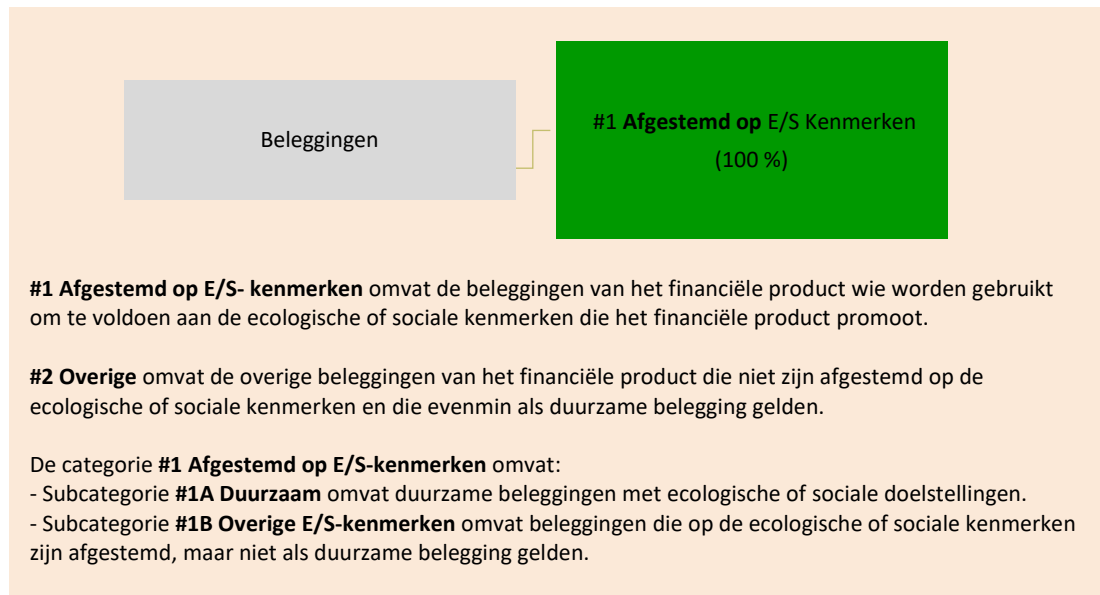 Beleggingen
#1 Afgestemd op E/S Kenmerken
(100 %)
#1 Afgestemd op E/S- kenmerken omvat de beleggingen van het financiële product wie worden gebruikt
om te voldoen aan de ecologische of sociale kenmerken die het financiële product promoot.
#2 Overige omvat de overige beleggingen van het financiële product die niet zijn afgestemd op de
ecologische of sociale kenmerken en die evenmin als duurzame belegging gelden.
De categorie #1 Afgestemd op E/S-kenmerken omvat:
- Subcategorie #1A Duurzaam omvat duurzame beleggingen met ecologische of sociale doelstellingen.
- Subcategorie #1B Overige E/S-kenmerken omvat beleggingen die op de ecologische of sociale kenmerken
zijn afgestemd, maar niet als duurzame belegging gelden.